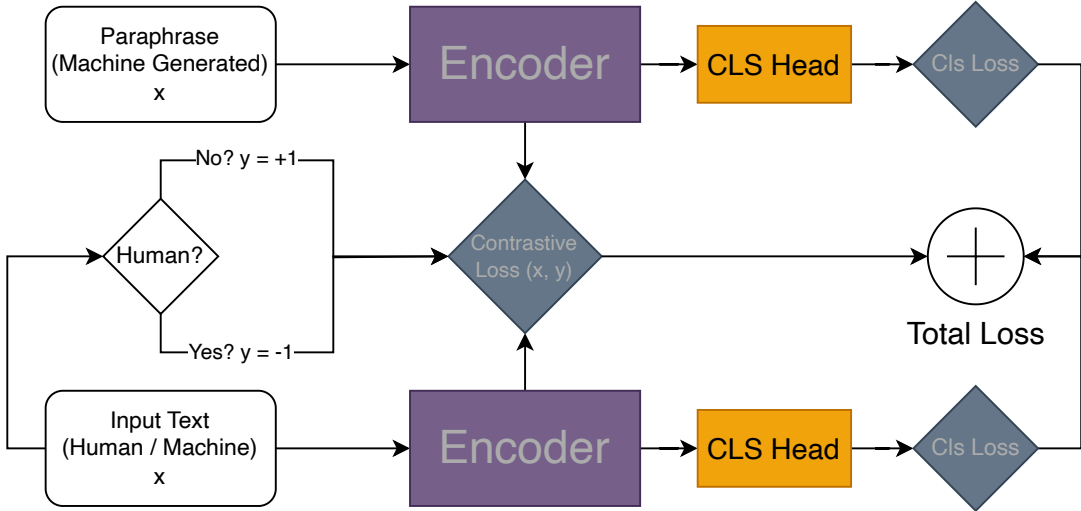 Paraphrase
(Machine Generated)
x
Encoder
CLS Head
Cls Loss
No? y = +1
Human?
Contrastive
Loss (x, y)
Total Loss
Yes? y = -1
Input Text
(Human / Machine)
x
Encoder
CLS Head
Cls Loss